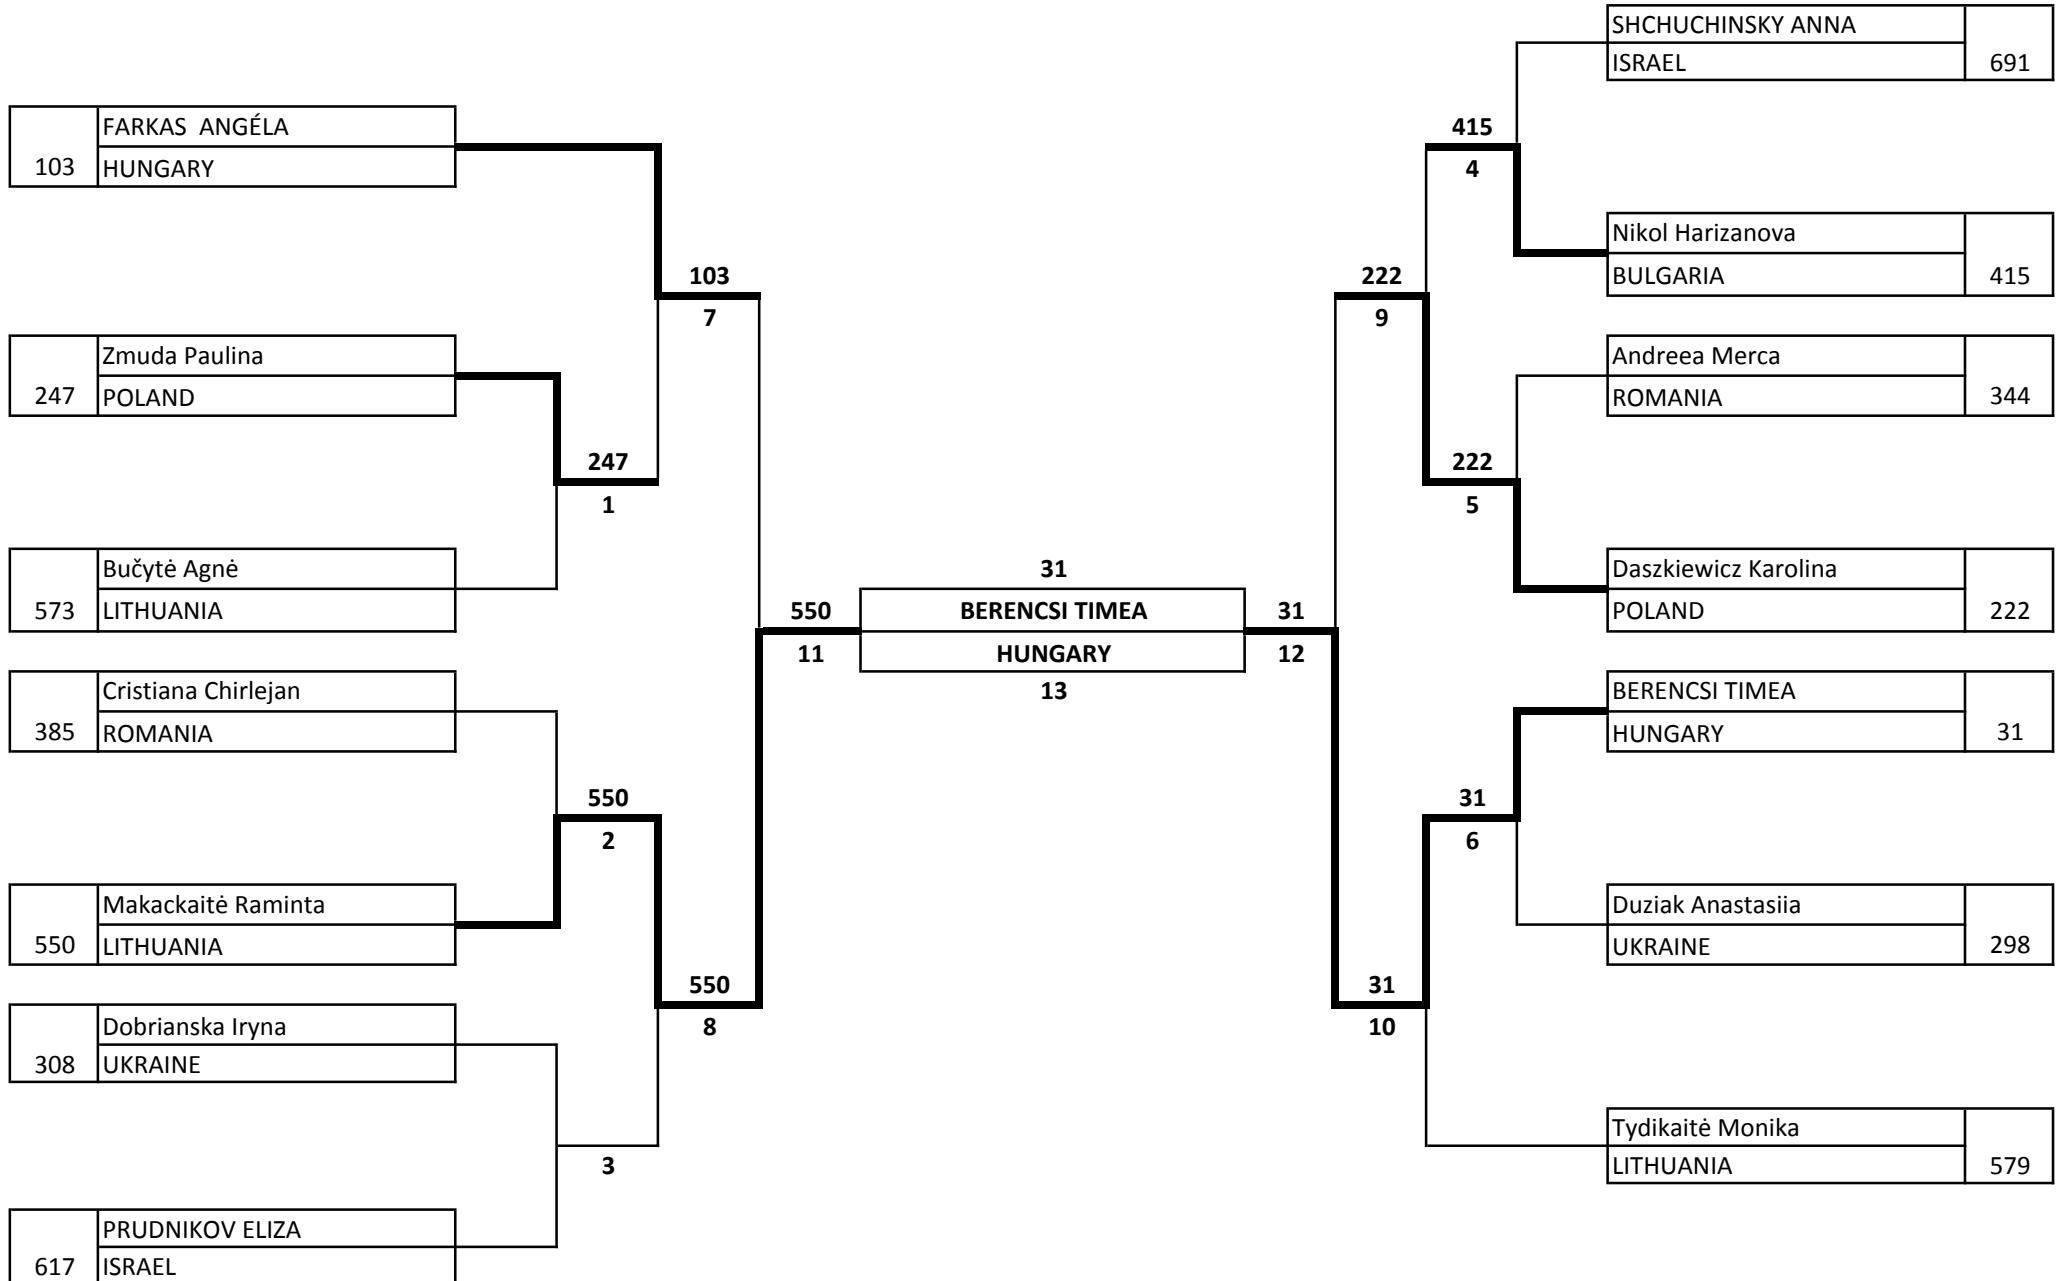 SHCHUCHINSKY ANNA
ISRAEL 691
FARKAS  ANGÉLA
103 HUNGARY
415
4
Nikol Harizanova
BULGARIA 415
103
7
222
9
Zmuda Paulina
247 POLAND
Andreea Merca
ROMANIA 344
247
1
222
5
Bučytė Agnė
573 LITHUANIA
Daszkiewicz Karolina
POLAND 222
31
550 BERENCSI TIMEA 31
11 HUNGARY 12
13
Cristiana Chirlejan
385 ROMANIA
BERENCSI TIMEA
HUNGARY 31
550
2
31
6
Makackaitė Raminta
550 LITHUANIA
Duziak Anastasiia
UKRAINE 298
550
8
31
10
Dobrianska Iryna
308 UKRAINE
3
Tydikaitė Monika
LITHUANIA 579
PRUDNIKOV ELIZA
617 ISRAEL